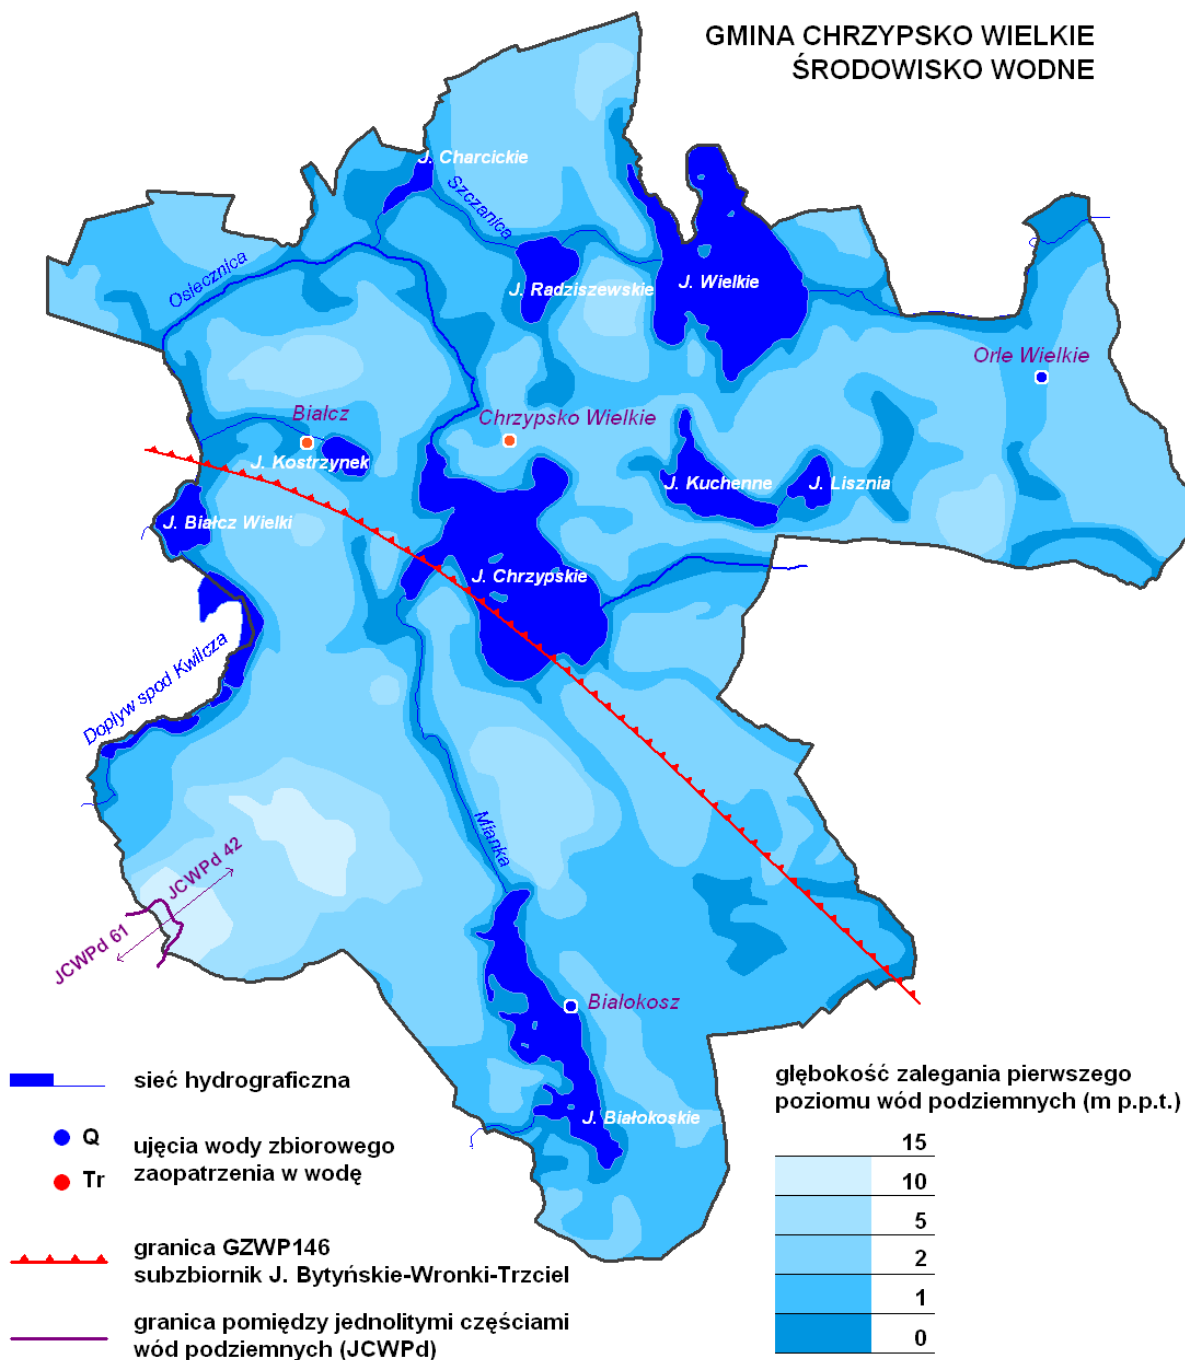 GMINA CHRZYPSKO WIELKIE
ŚRODOWISKO WODNE
J. Charcickie
Szczanica
Osiecznica
J. Radziszewskie
J. Wielkie
Orle Wielkie
Białcz
Chrzypsko Wielkie
J. Kostrzynek
J. Kuchenne
J. Lisznia
J. Białcz Wielki
J. Chrzypskie
Dopływ spod Kwilcza
Mianka
JCWPd 42
JCWPd 61
Białokosz
J. Białokoskie
sieć hydrograficzna
Q
Tr
ujęcia wody zbiorowego
zaopatrzenia w wodę
granica GZWP146
subzbiornik J. Bytyńskie-Wronki-Trzciel
granica pomiędzy jednolitymi częściami
wód podziemnych (JCWPd)
głębokość zalegania pierwszego
poziomu wód podziemnych (m p.p.t.)
15
10
5
2
1
0